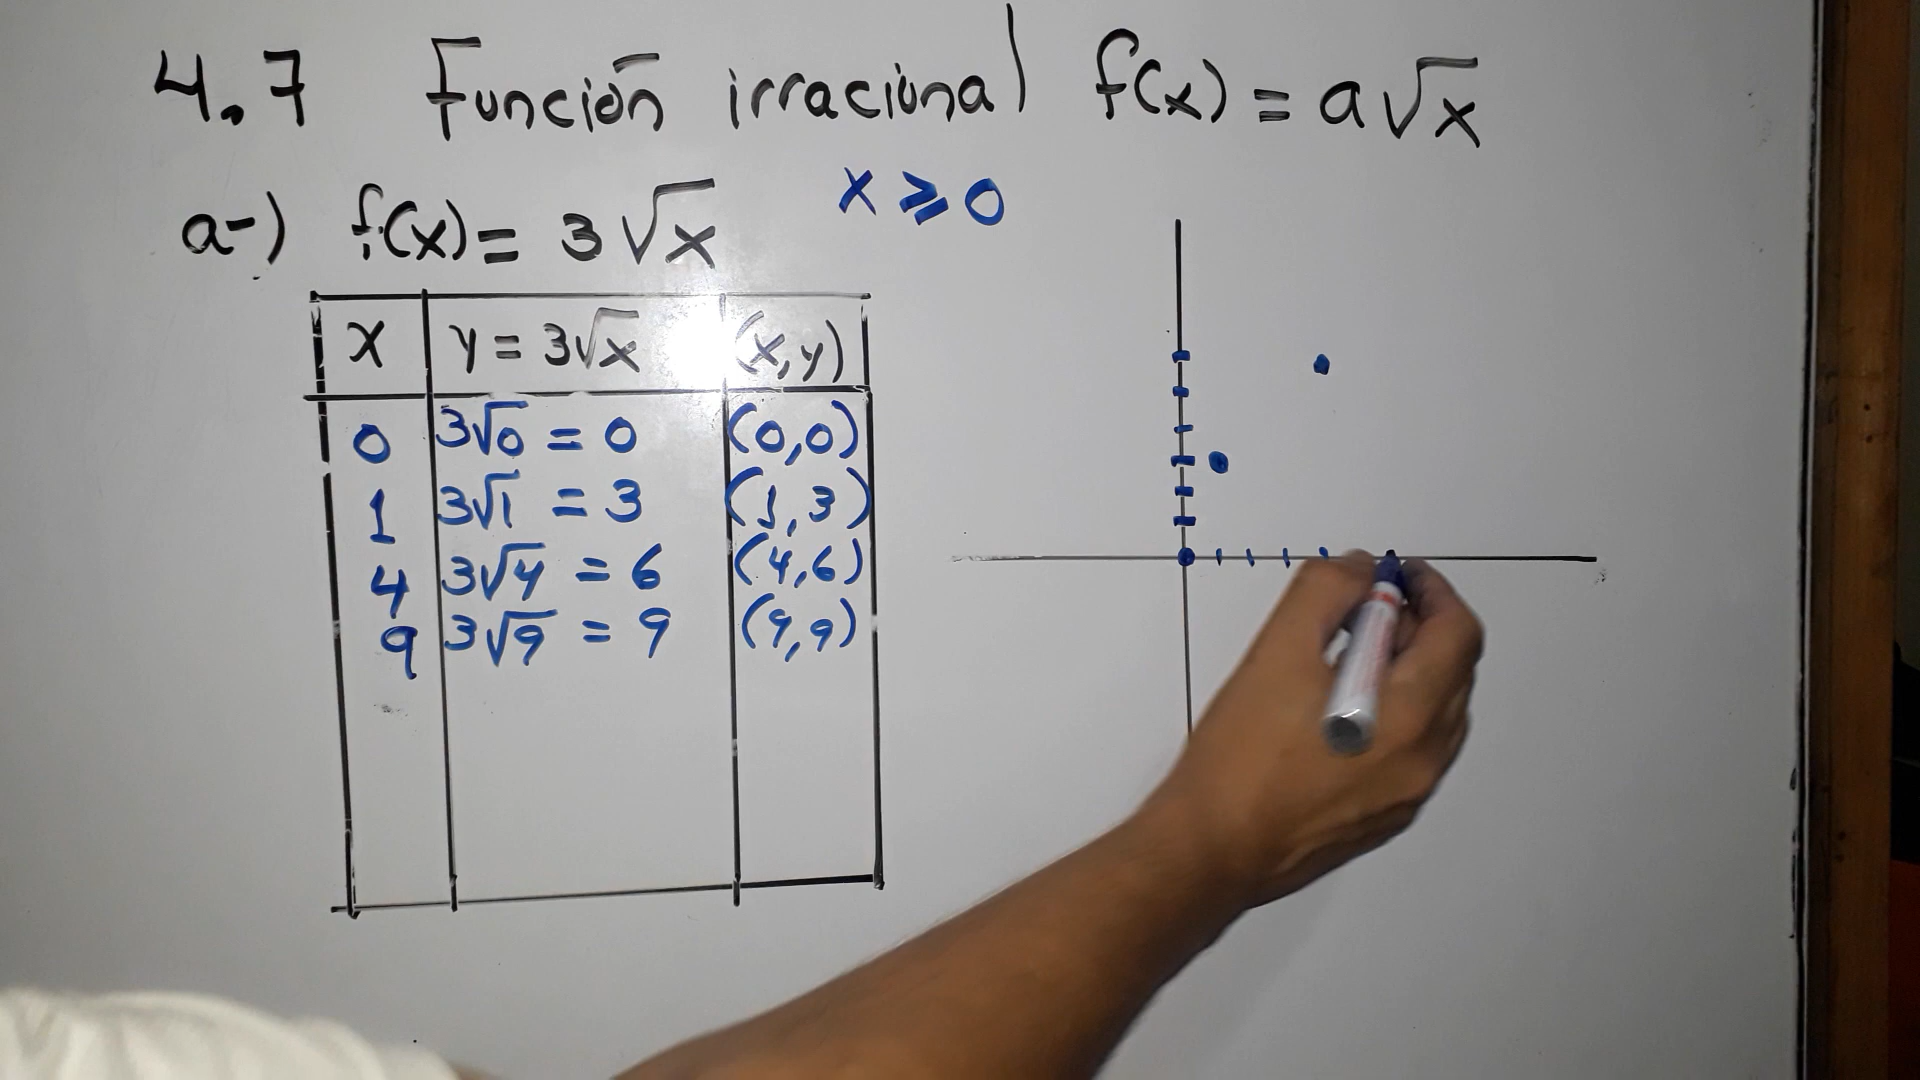 4.7 Función irracional f(x) = a√x
a-) f(x) = 3√x x ⩾ 0
x y = 3√x (x,y)
0 3√0 = 0 (0,0)
1 3√1 = 3 (1,3)
4 3√4 = 6 (4,6)
9 3√9 = 9 (9,9)